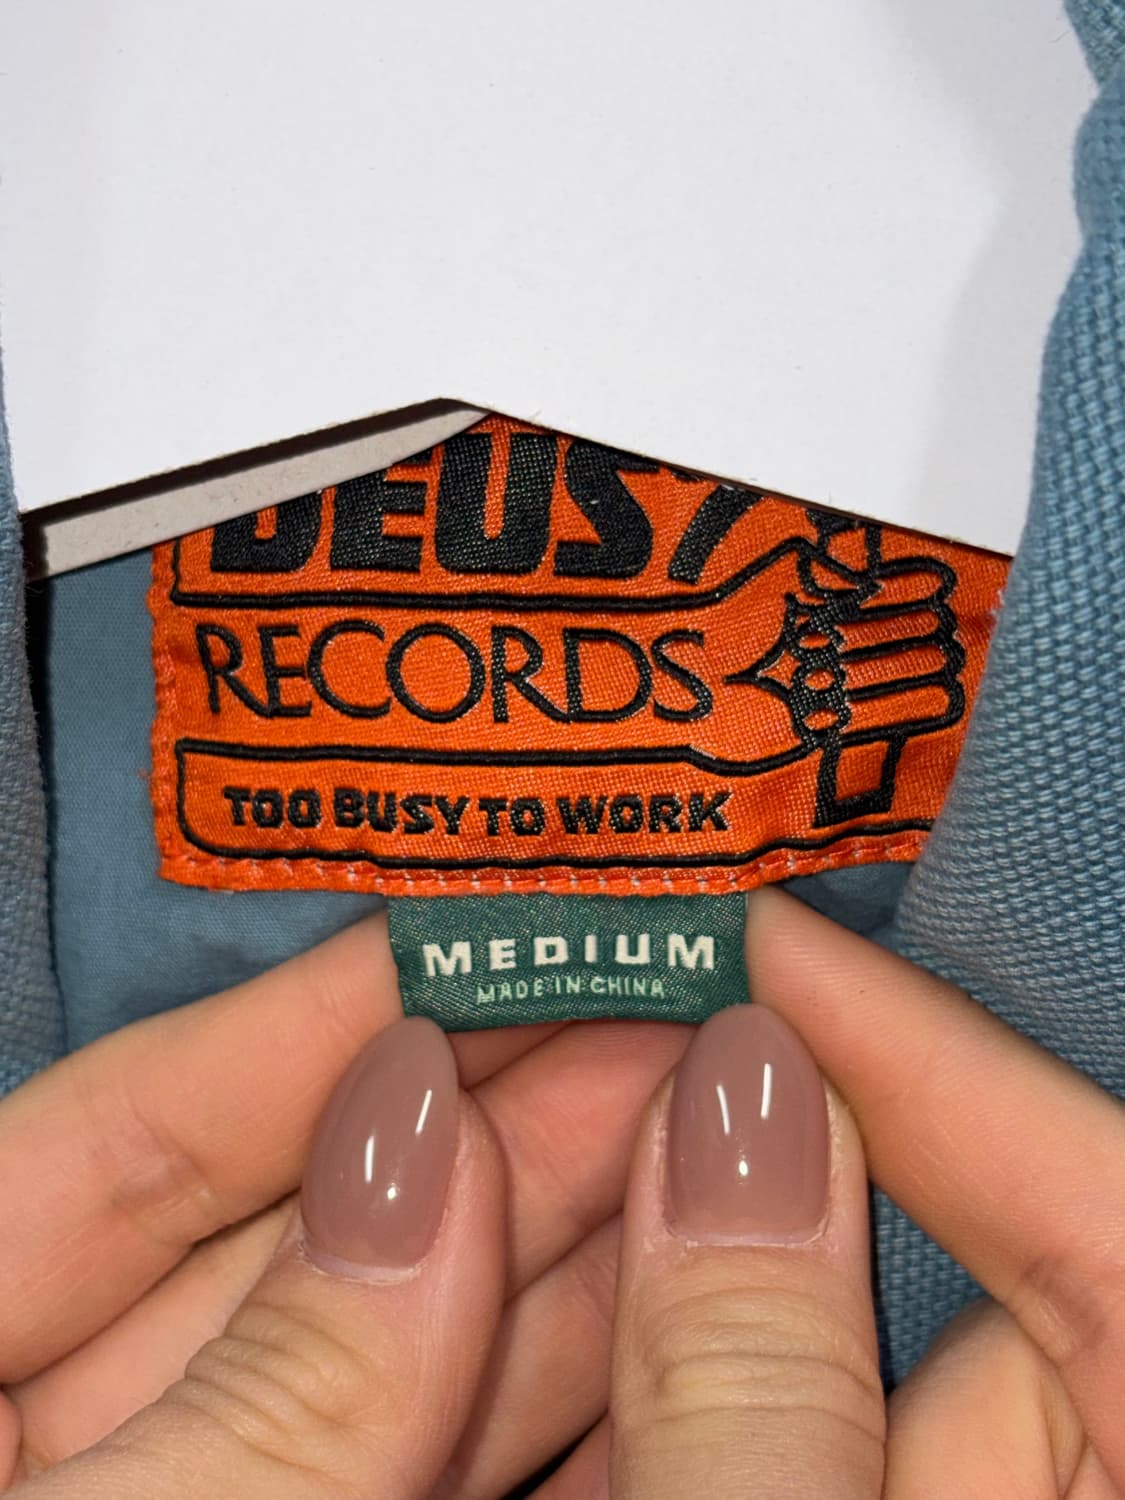 DEUS
RECORDS
TOO BUSY TO WORK
MEDIUM
MADE IN CHINA